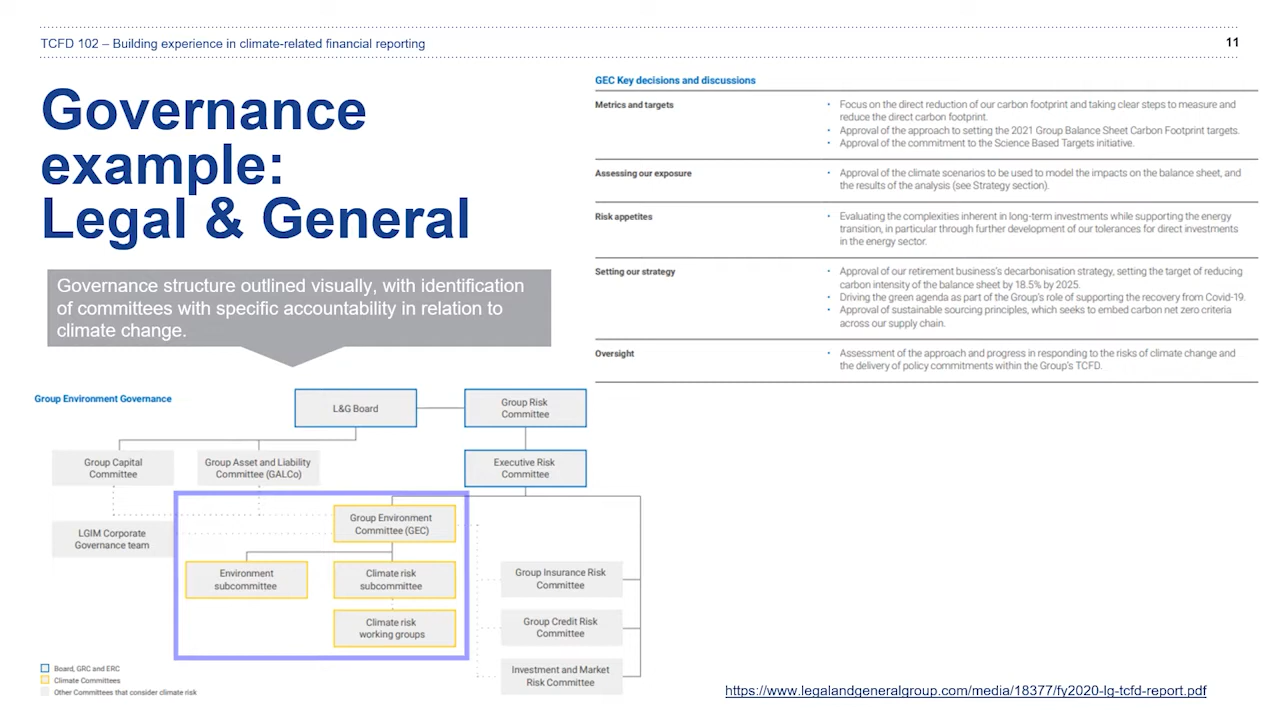 TCFD 102 – Building experience in climate-related financial reporting
11
Governance
example:
Legal & General
Governance structure outlined visually, with identification
of committees with specific accountability in relation to
climate change.
GEC Key decisions and discussions
Metrics and targets
• Focus on the direct reduction of our carbon footprint and taking clear steps to measure and
reduce the direct carbon footprint.
• Approval of the approach to setting the 2021 Group Balance Sheet Carbon Footprint targets.
• Approval of the commitment to the Science Based Targets initiative.
Assessing our exposure
• Approval of the climate scenarios to be used to model the impacts on the balance sheet, and
the results of the analysis (see Strategy section).
Risk appetites
• Evaluating the complexities inherent in long-term investments while supporting the energy
transition, in particular through further development of our tolerances for direct investments
in the energy sector.
Setting our strategy
• Approval of our retirement business's decarbonisation strategy, setting the target of reducing
carbon intensity of the balance sheet by 18.5% by 2025.
• Driving the green agenda as part of the Group's role of supporting the recovery from Covid-19.
• Approval of sustainable sourcing principles, which seeks to embed carbon net zero criteria
across our supply chain.
Oversight
• Assessment of the approach and progress in responding to the risks of climate change and
the delivery of policy commitments within the Group's TCFD.
Group Environment Governance
L&G Board
Group Risk
Committee
Group Capital
Committee
Group Asset and Liability
Committee (GALCo)
Executive Risk
Committee
LGIM Corporate
Governance team
Group Environment
Committee (GEC)
Environment
subcommittee
Climate risk
subcommittee
Climate risk
working groups
Group Insurance Risk
Committee
Group Credit Risk
Committee
Investment and Market
Risk Committee
Board, GRC and ERC
Climate Committees
Other Committees that consider climate risk
https://www.legalandgeneralgroup.com/media/18377/fy2020-lg-tcfd-report.pdf